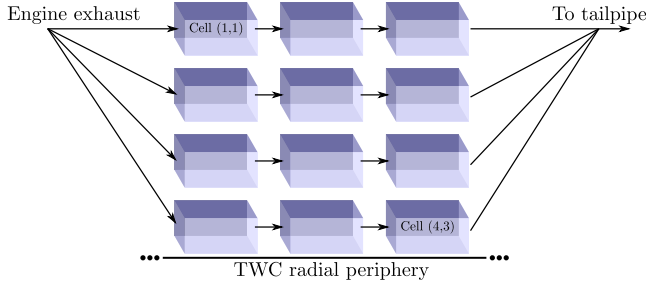 Engine exhaust
To tailpipe
Cell (1,1)
Cell (4,3)
TWC radial periphery